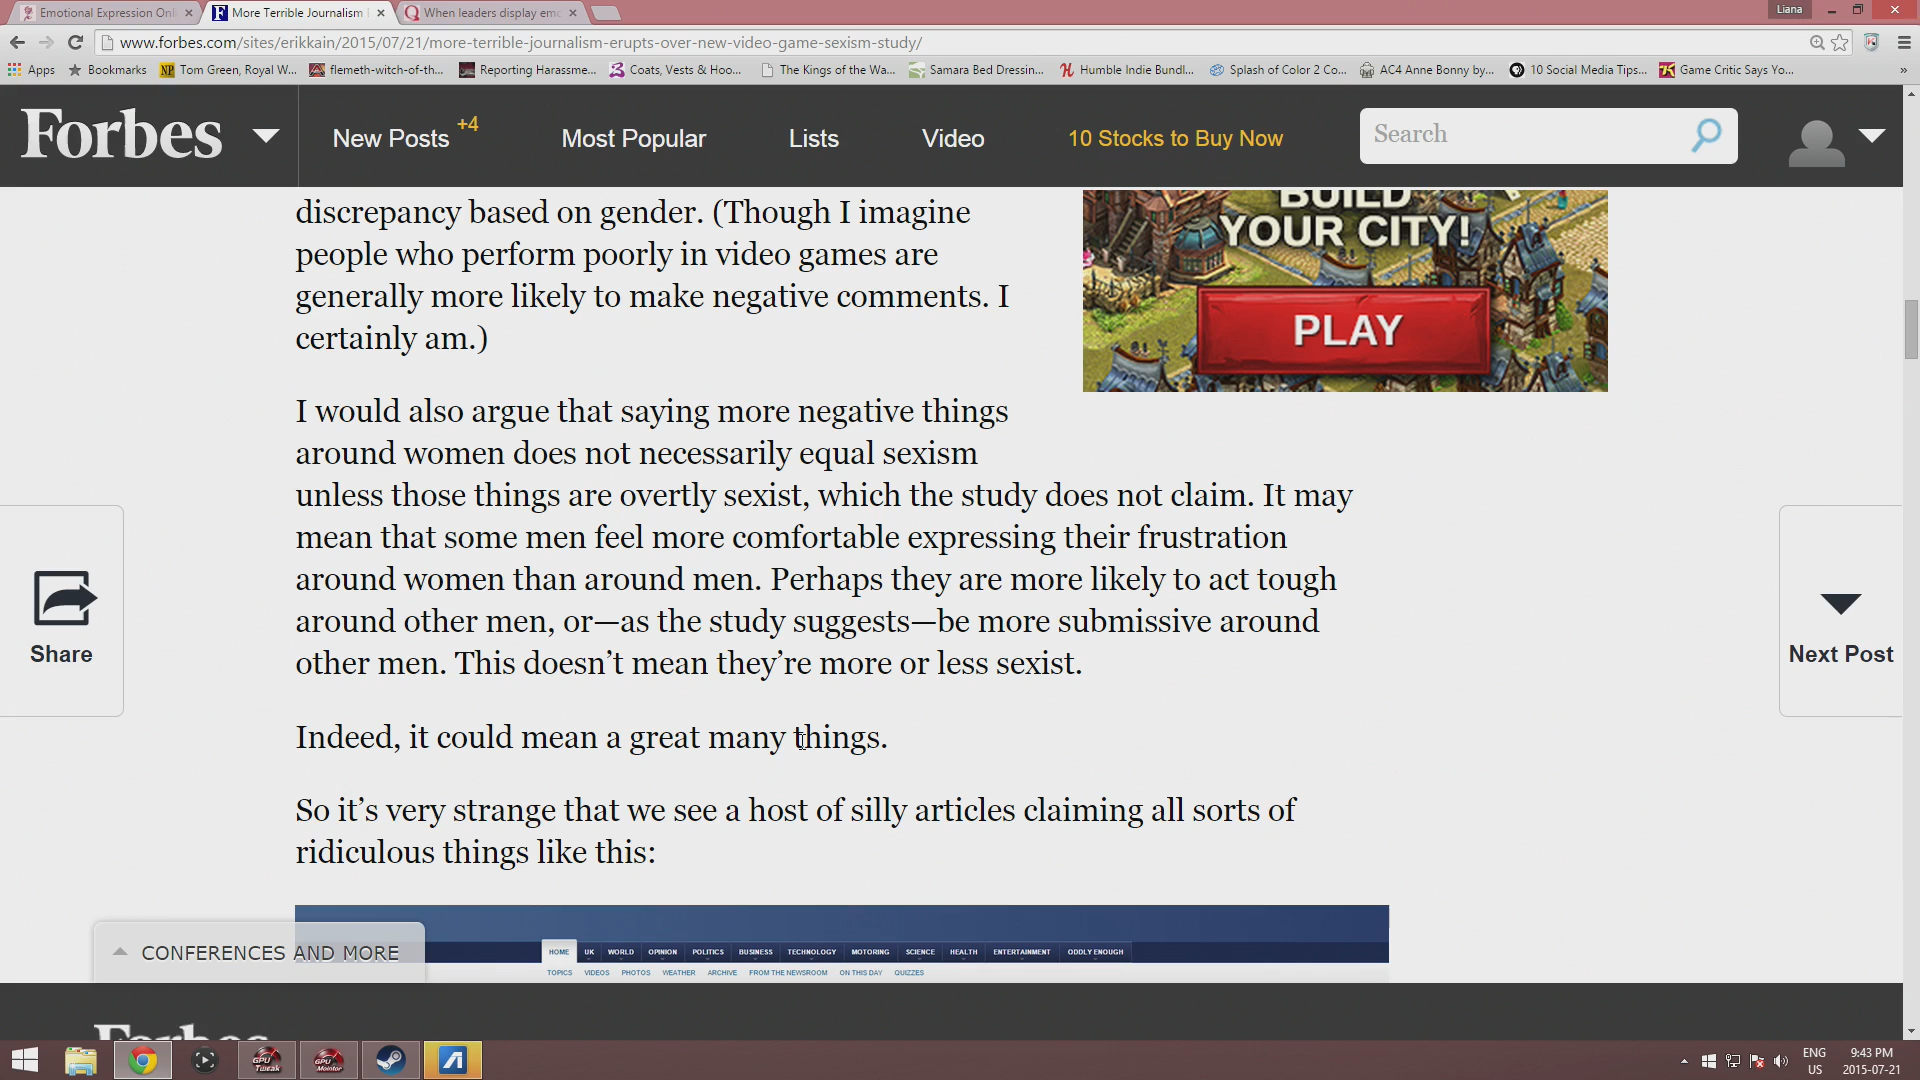 Emotional Expression Onl
More Terrible Journalism
When leaders display emo
Liana
www.forbes.com/sites/erikkain/2015/07/21/more-terrible-journalism-erupts-over-new-video-game-sexism-study/
Apps
Bookmarks
Tom Green, Royal W...
flemeth-witch-of-th...
Reporting Harassme...
Coats, Vests & Hoo...
The Kings of the Wa...
Samara Bed Dressin...
Humble Indie Bundl...
Splash of Color 2 Co...
AC4 Anne Bonny by...
10 Social Media Tips...
Game Critic Says Yo...
»
Forbes
New Posts +4
Most Popular
Lists
Video
10 Stocks to Buy Now
Search
discrepancy based on gender. (Though I imagine
people who perform poorly in video games are
generally more likely to make negative comments. I
certainly am.)
BUILD
YOUR CITY!
PLAY
I would also argue that saying more negative things
around women does not necessarily equal sexism
unless those things are overtly sexist, which the study does not claim. It may
mean that some men feel more comfortable expressing their frustration
around women than around men. Perhaps they are more likely to act tough
around other men, or—as the study suggests—be more submissive around
other men. This doesn’t mean they’re more or less sexist.
Share
Next Post
Indeed, it could mean a great many things.
So it’s very strange that we see a host of silly articles claiming all sorts of
ridiculous things like this:
HOME UK WORLD OPINION POLITICS BUSINESS TECHNOLOGY MOTORING SCIENCE HEALTH ENTERTAINMENT ODDLY ENOUGH
TOPICS VIDEOS PHOTOS WEATHER ARCHIVE FROM THE NEWSROOM ON THIS DAY QUIZZES
CONFERENCES AND MORE
Forbes
GPU Tweak
GPU Monitor
ENG
US
9:43 PM
2015-07-21